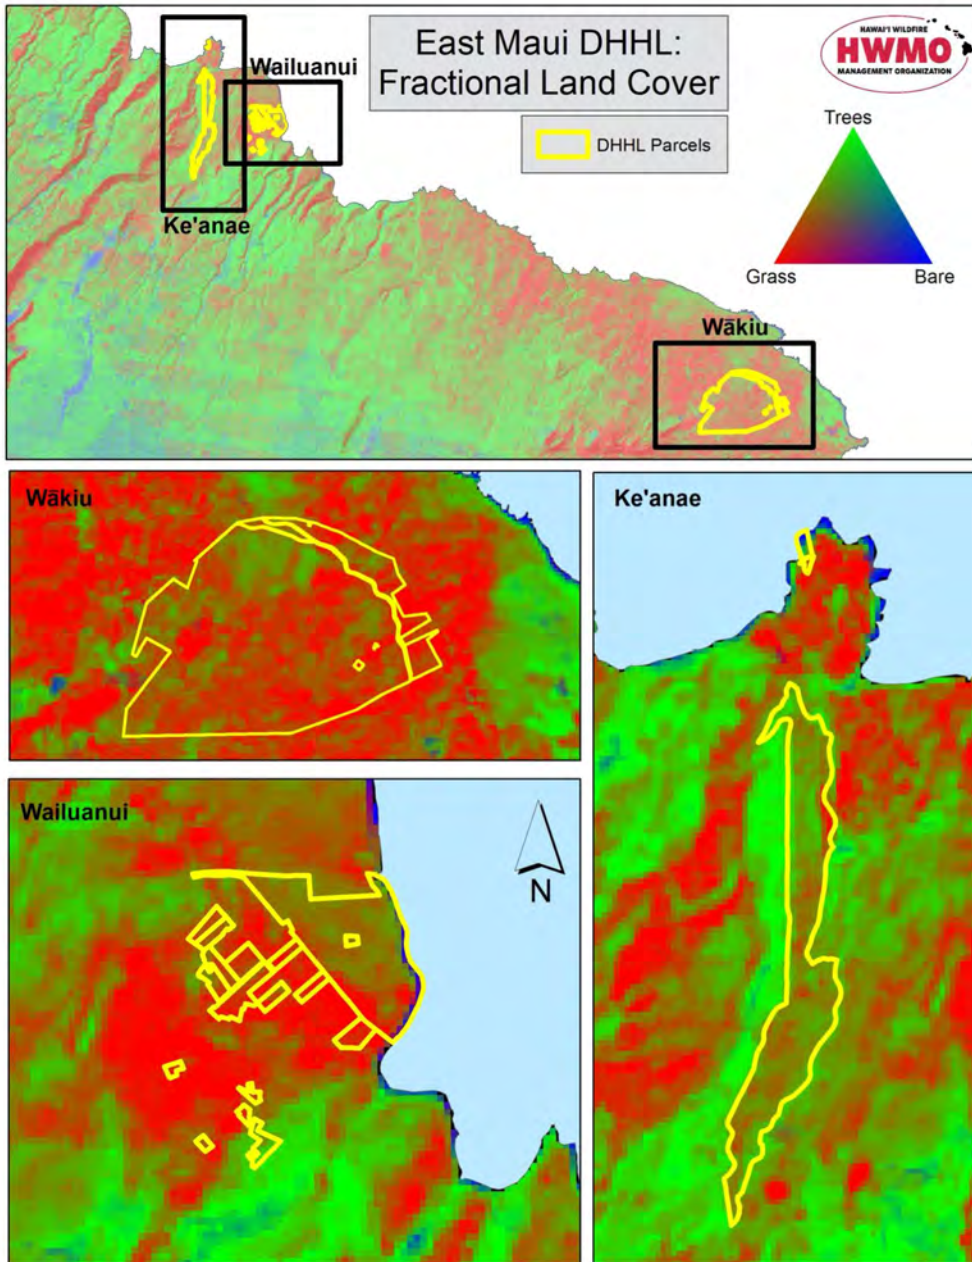 East Maui DHHL:
Fractional Land Cover
DHHL Parcels
HAWAI'I WILDFIRE
HWMO
MANAGEMENT ORGANIZATION
Trees
Grass
Bare
Wailuanui
Ke'anae
Wākiu
Wākiu
Ke'anae
Wailuanui
N